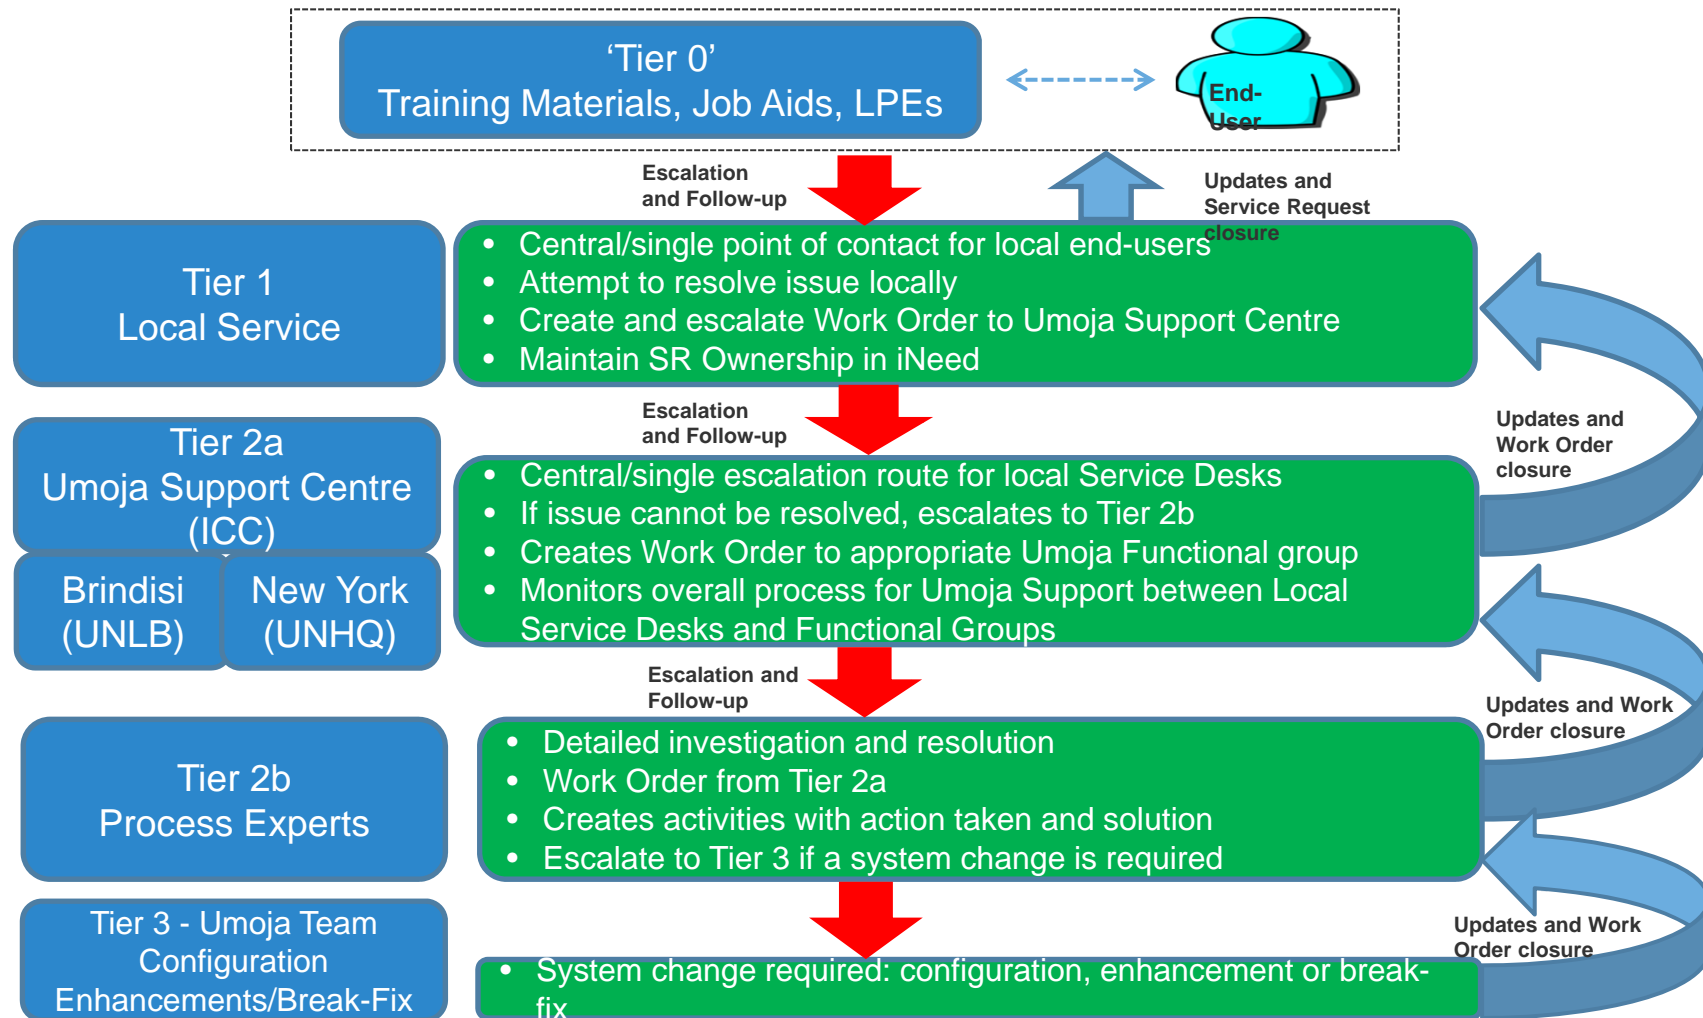 ‘Tier 0’
Training Materials, Job Aids, LPEs
End-
User
Escalation
and Follow-up
Updates and
Service Request
closure
Tier 1
Local Service
• Central/single point of contact for local end-users
• Attempt to resolve issue locally
• Create and escalate Work Order to Umoja Support Centre
• Maintain SR Ownership in iNeed
Escalation
and Follow-up
Updates and
Work Order
closure
Tier 2a
Umoja Support Centre
(ICC)
Brindisi
(UNLB)
New York
(UNHQ)
• Central/single escalation route for local Service Desks
• If issue cannot be resolved, escalates to Tier 2b
• Creates Work Order to appropriate Umoja Functional group
• Monitors overall process for Umoja Support between Local
Service Desks and Functional Groups
Escalation and
Follow-up
Updates and Work
Order closure
Tier 2b
Process Experts
• Detailed investigation and resolution
• Work Order from Tier 2a
• Creates activities with action taken and solution
• Escalate to Tier 3 if a system change is required
Updates and Work
Order closure
Tier 3 - Umoja Team
Configuration
Enhancements/Break-Fix
• System change required: configuration, enhancement or break-
fix